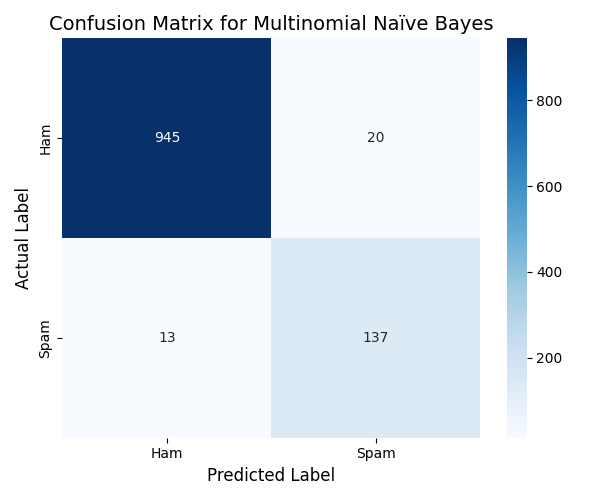 Confusion Matrix for Multinomial Naïve Bayes
Actual Label
Ham
Spam
945
20
13
137
Ham
Spam
Predicted Label
800
600
400
200